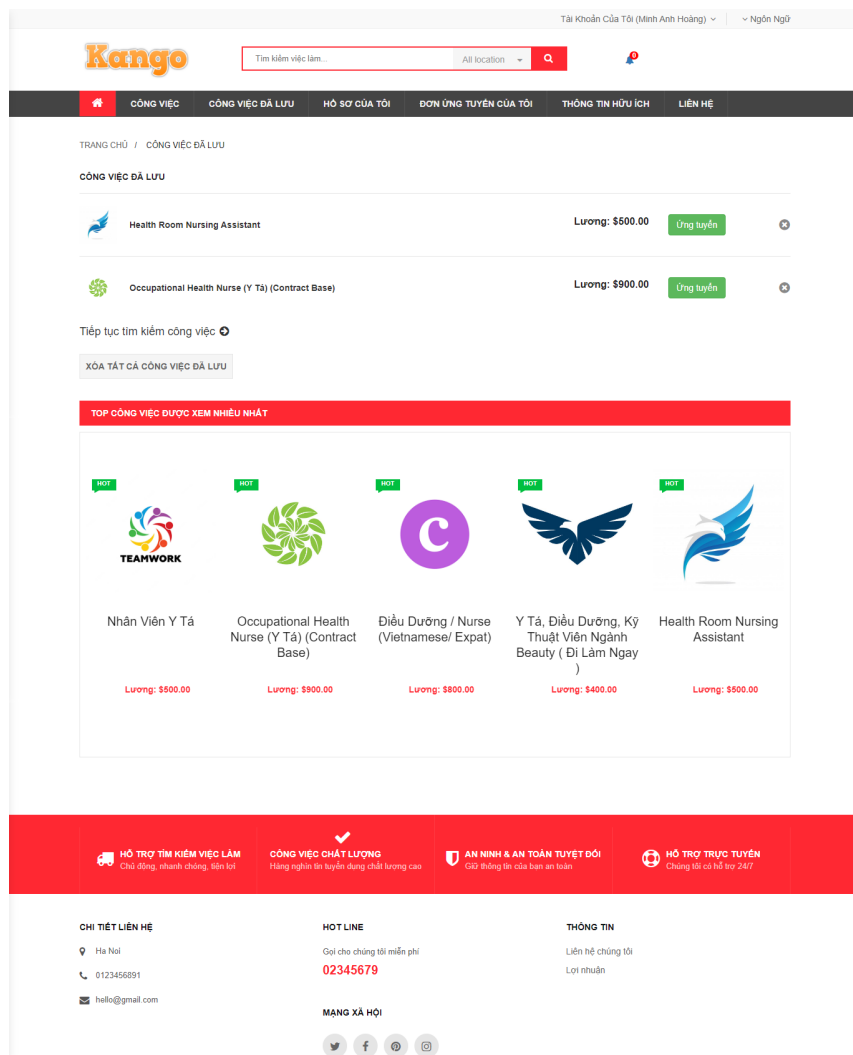 Tài Khoản Của Tôi (Minh Anh Hoàng)
Ngôn Ngữ
Kango
Tìm kiếm việc làm...
All location
0
CÔNG VIỆC
CÔNG VIỆC ĐÃ LƯU
HỒ SƠ CỦA TÔI
ĐƠN ỨNG TUYỂN CỦA TÔI
THÔNG TIN HỮU ÍCH
LIÊN HỆ
TRANG CHỦ / CÔNG VIỆC ĐÃ LƯU
CÔNG VIỆC ĐÃ LƯU
Health Room Nursing Assistant
Lương: $500.00
Ứng tuyển
Occupational Health Nurse (Y Tá) (Contract Base)
Lương: $900.00
Ứng tuyển
Tiếp tục tìm kiếm công việc
XÓA TẤT CẢ CÔNG VIỆC ĐÃ LƯU
TOP CÔNG VIỆC ĐƯỢC XEM NHIỀU NHẤT
HOT
TEAMWORK
Nhân Viên Y Tá
Lương: $500.00
HOT
Occupational Health
Nurse (Y Tá) (Contract
Base)
Lương: $900.00
HOT
C
Điều Dưỡng / Nurse
(Vietnamese/ Expat)
Lương: $800.00
HOT
Y Tá, Điều Dưỡng, Kỹ
Thuật Viên Ngành
Beauty ( Đi Làm Ngay
)
Lương: $400.00
HOT
Health Room Nursing
Assistant
Lương: $500.00
HỖ TRỢ TÌM KIẾM VIỆC LÀM
Chủ động, nhanh chóng, tiện lợi
CÔNG VIỆC CHẤT LƯỢNG
Hàng nghìn tin tuyển dụng chất lượng cao
AN NINH & AN TOÀN TUYỆT ĐỐI
Giữ thông tin của bạn an toàn
HỖ TRỢ TRỰC TUYẾN
Chúng tôi có hỗ trợ 24/7
CHI TIẾT LIÊN HỆ
Ha Noi
0123456891
hello@gmail.com
HOT LINE
Gọi cho chúng tôi miễn phí
02345679
MẠNG XÃ HỘI
THÔNG TIN
Liên hệ chúng tôi
Lợi nhuận